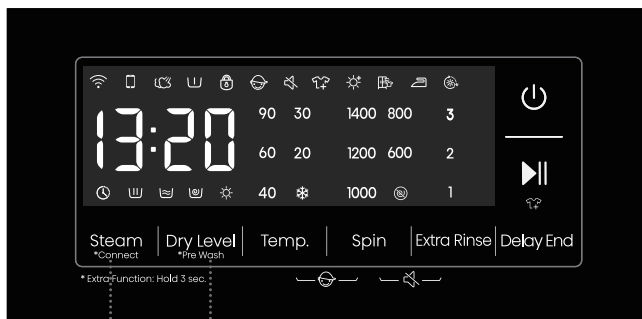 13:20
90 30 1400 800 3
60 20 1200 600 2
40 1000 1
Steam Dry Level Temp. Spin Extra Rinse Delay End
*Connect *Pre Wash
* Extra Function: Hold 3 sec.